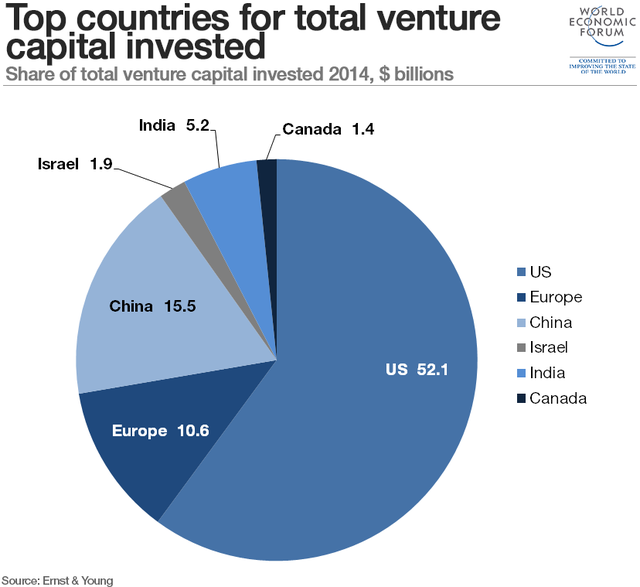 Top countries for total venture
capital invested
Share of total venture capital invested 2014, $ billions
WORLD
ECONOMIC
FORUM
COMMITTED TO
IMPROVING THE STATE
OF THE WORLD
India 5.2
Canada 1.4
Israel 1.9
China 15.5
US 52.1
Europe 10.6
US
Europe
China
Israel
India
Canada
Source: Ernst & Young